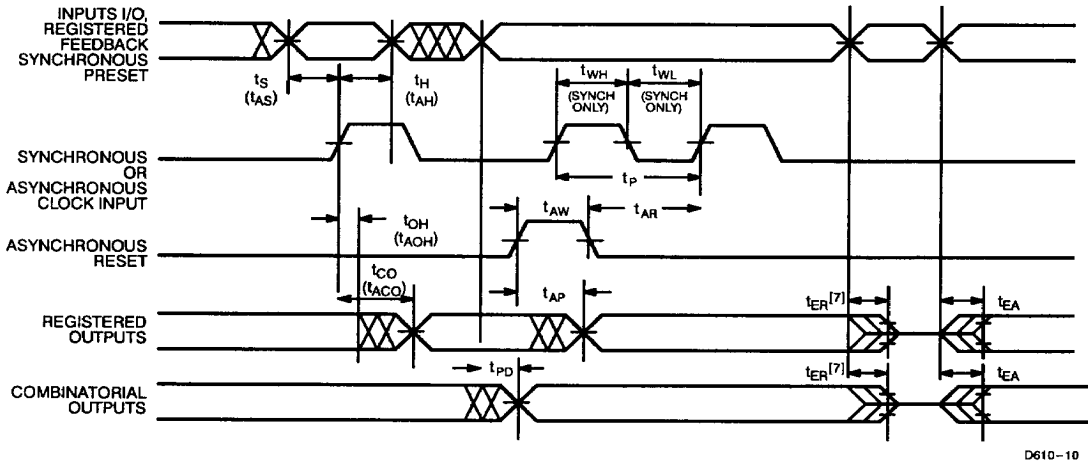 INPUTS I/O,
REGISTERED
FEEDBACK
SYNCHRONOUS
PRESET
tS
(tAS)
tH
(tAH)
tWH
(SYNCH
ONLY)
tWL
(SYNCH
ONLY)
SYNCHRONOUS
OR
ASYNCHRONOUS
CLOCK INPUT
tP
tOH
(tAOH)
tAW
tAR
ASYNCHRONOUS
RESET
tCO
(tACO)
tAP
tER[7]
tEA
REGISTERED
OUTPUTS
tPD
tER[7]
tEA
COMBINATORIAL
OUTPUTS
D610-10